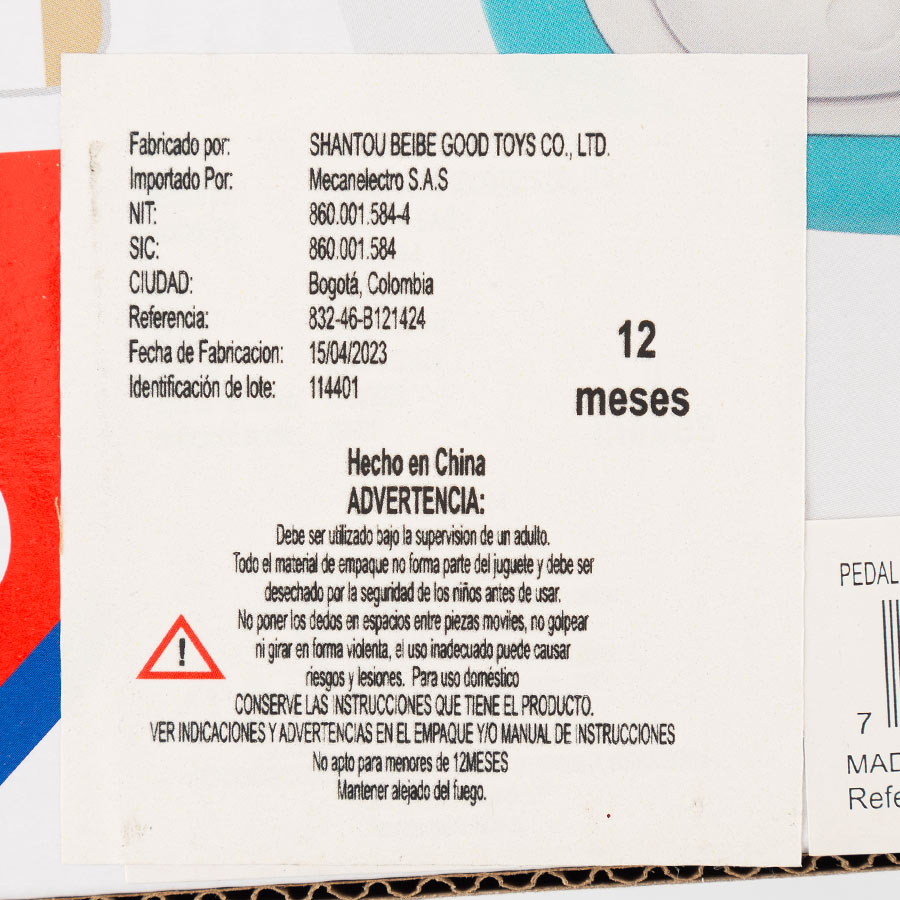 Fabricado por: SHANTOU BEIBE GOOD TOYS CO., LTD.
Importado Por: Mecanelectro S.A.S
NIT: 860.001.584-4
SIC: 860.001.584
CIUDAD: Bogotá, Colombia
Referencia: 832-46-B121424
Fecha de Fabricacion: 15/04/2023
Identificación de lote: 114401
12
meses
Hecho en China
ADVERTENCIA:
Debe ser utilizado bajo la supervision de un adulto.
Todo el material de empaque no forma parte del juguete y debe ser
desechado por la seguridad de los niños antes de usar.
No poner los dedos en espacios entre piezas moviles, no golpear
ni girar en forma violenta, el uso inadecuado puede causar
riesgos y lesiones. Para uso doméstico
CONSERVE LAS INSTRUCCIONES QUE TIENE EL PRODUCTO.
VER INDICACIONES Y ADVERTENCIAS EN EL EMPAQUE Y/O MANUAL DE INSTRUCCIONES
No apto para menores de 12MESES
Mantener alejado del fuego.
PEDAL
7
MAD
Refe